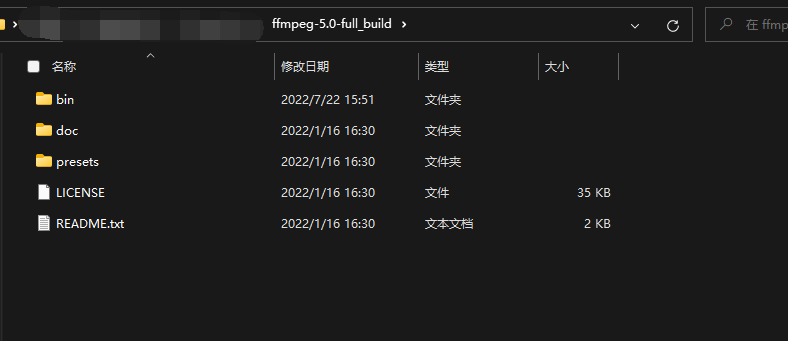 ffmpeg-5.0-full_build
在 ffmp
名称 修改日期 类型 大小
bin 2022/7/22 15:51 文件夹
doc 2022/1/16 16:30 文件夹
presets 2022/1/16 16:30 文件夹
LICENSE 2022/1/16 16:30 文件 35 KB
README.txt 2022/1/16 16:30 文本文档 2 KB